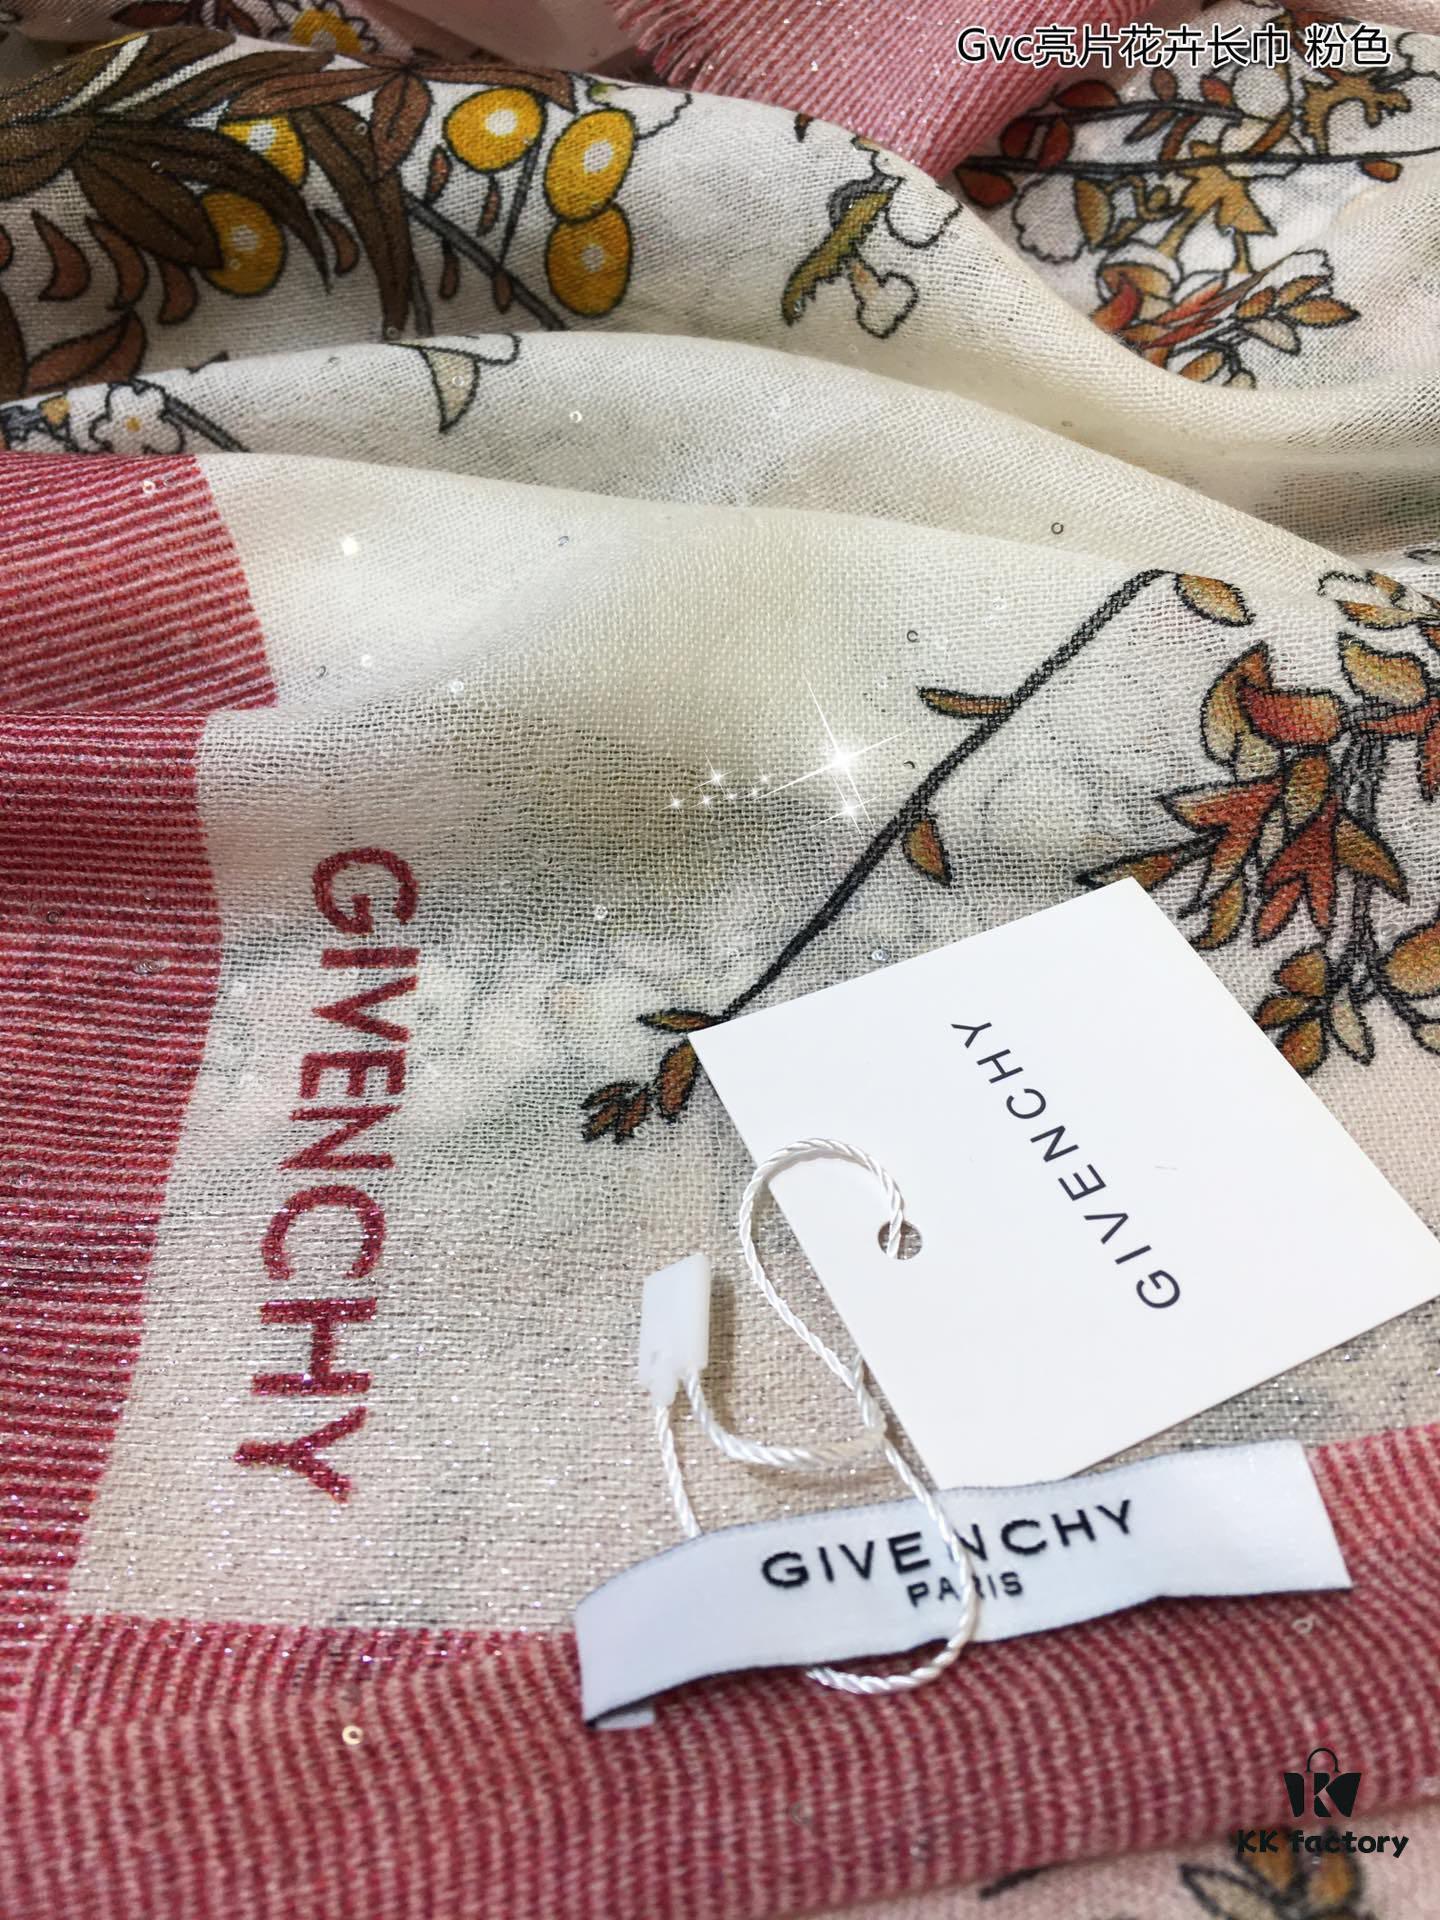 Gvc亮片花卉长巾 粉色
GIVENCHY
GIVENCHY
GIVENCHY
PARIS
KK factory